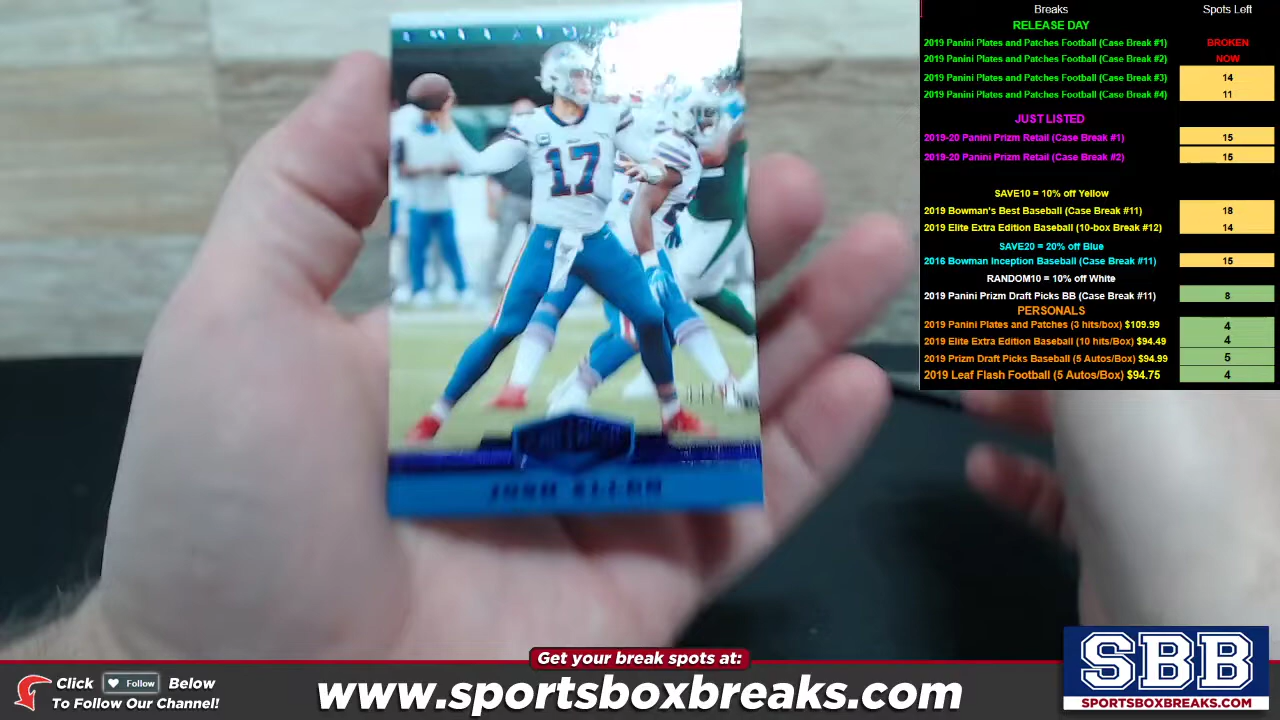 17
JOSH ALLEN
Breaks Spots Left
RELEASE DAY
2019 Panini Plates and Patches Football (Case Break #1) BROKEN
2019 Panini Plates and Patches Football (Case Break #2) NOW
2019 Panini Plates and Patches Football (Case Break #3) 14
2019 Panini Plates and Patches Football (Case Break #4) 11
JUST LISTED
2019-20 Panini Prizm Retail (Case Break #1) 15
2019-20 Panini Prizm Retail (Case Break #2) 15
SAVE10 = 10% off Yellow
2019 Bowman's Best Baseball (Case Break #11) 18
2019 Elite Extra Edition Baseball (10-box Break #12) 14
SAVE20 = 20% off Blue
2016 Bowman Inception Baseball (Case Break #11) 15
RANDOM10 = 10% off White
2019 Panini Prizm Draft Picks BB (Case Break #11) 8
PERSONALS
2019 Panini Plates and Patches (3 hits/box) $109.99 4
2019 Elite Extra Edition Baseball (10 hits/Box) $94.49 4
2019 Prizm Draft Picks Baseball (5 Autos/Box) $94.99 5
2019 Leaf Flash Football (5 Autos/Box) $94.75 4
Get your break spots at:
Click Follow Below
To Follow Our Channel!
www.sportsboxbreaks.com
SBB
SPORTSBOXBREAKS.COM